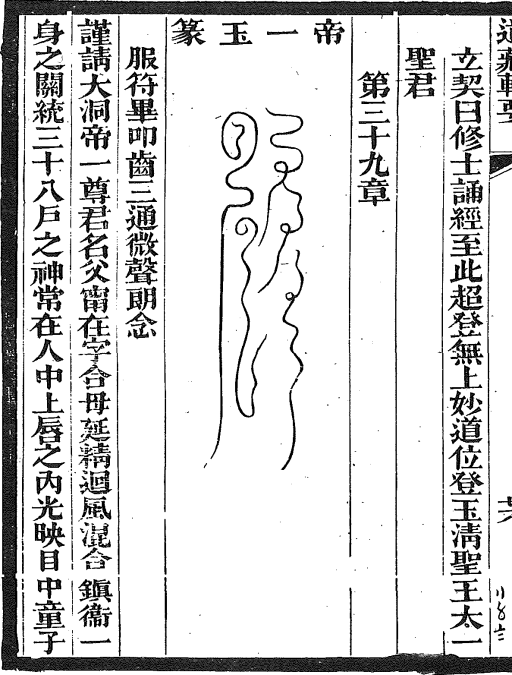 道藏輯要
立契曰修士誦經至此超登無上妙道位登玉淸聖王太一
聖君
第三十九章
帝一玉篆
服符畢叩齒三通微聲朗念
謹請大洞帝一尊君名父甯在字合母延精迴風混合 鎭衞一
身之關統三十八戸之神常在人中上唇之內光映目中童子